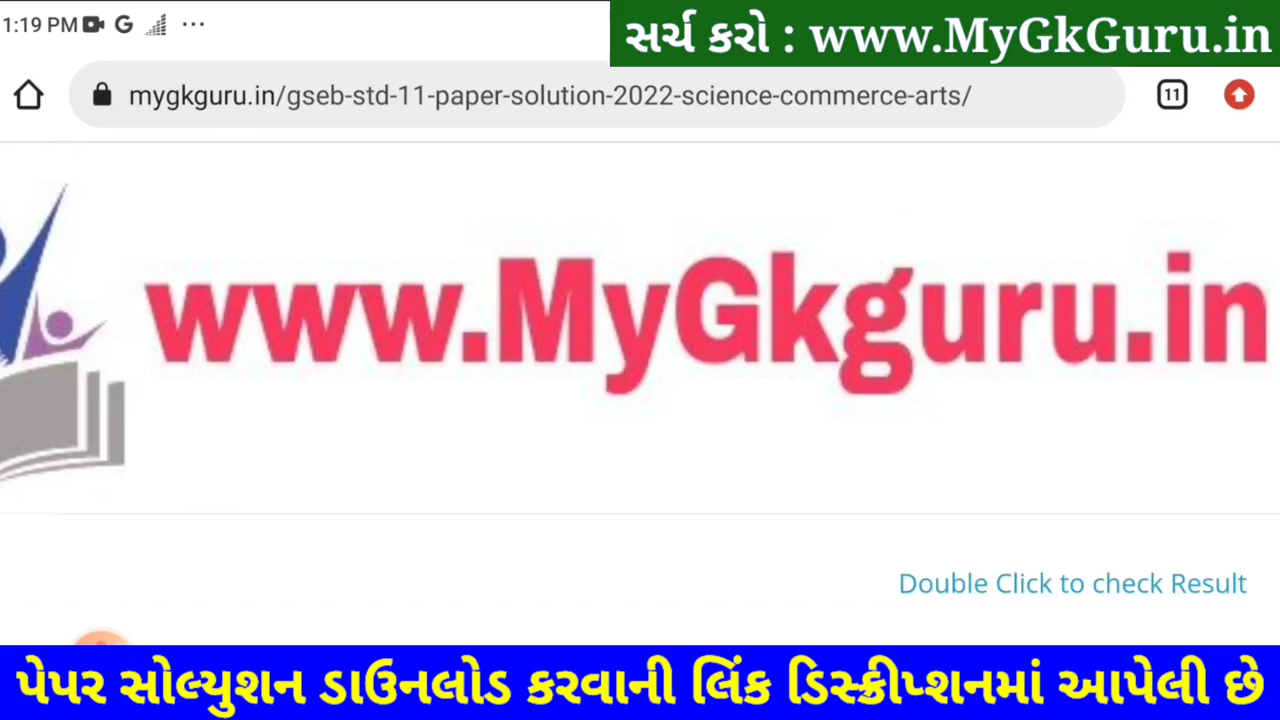 1:19 PM
સર્ચ કરો : www.MyGkGuru.in
mygkguru.in/gseb-std-11-paper-solution-2022-science-commerce-arts/
11
www.MyGkguru.in
Double Click to check Result
પેપર સોલ્યુશન ડાઉનલોડ કરવાની લિંક ડિસ્ક્રીપ્શનમાં આપેલી છે